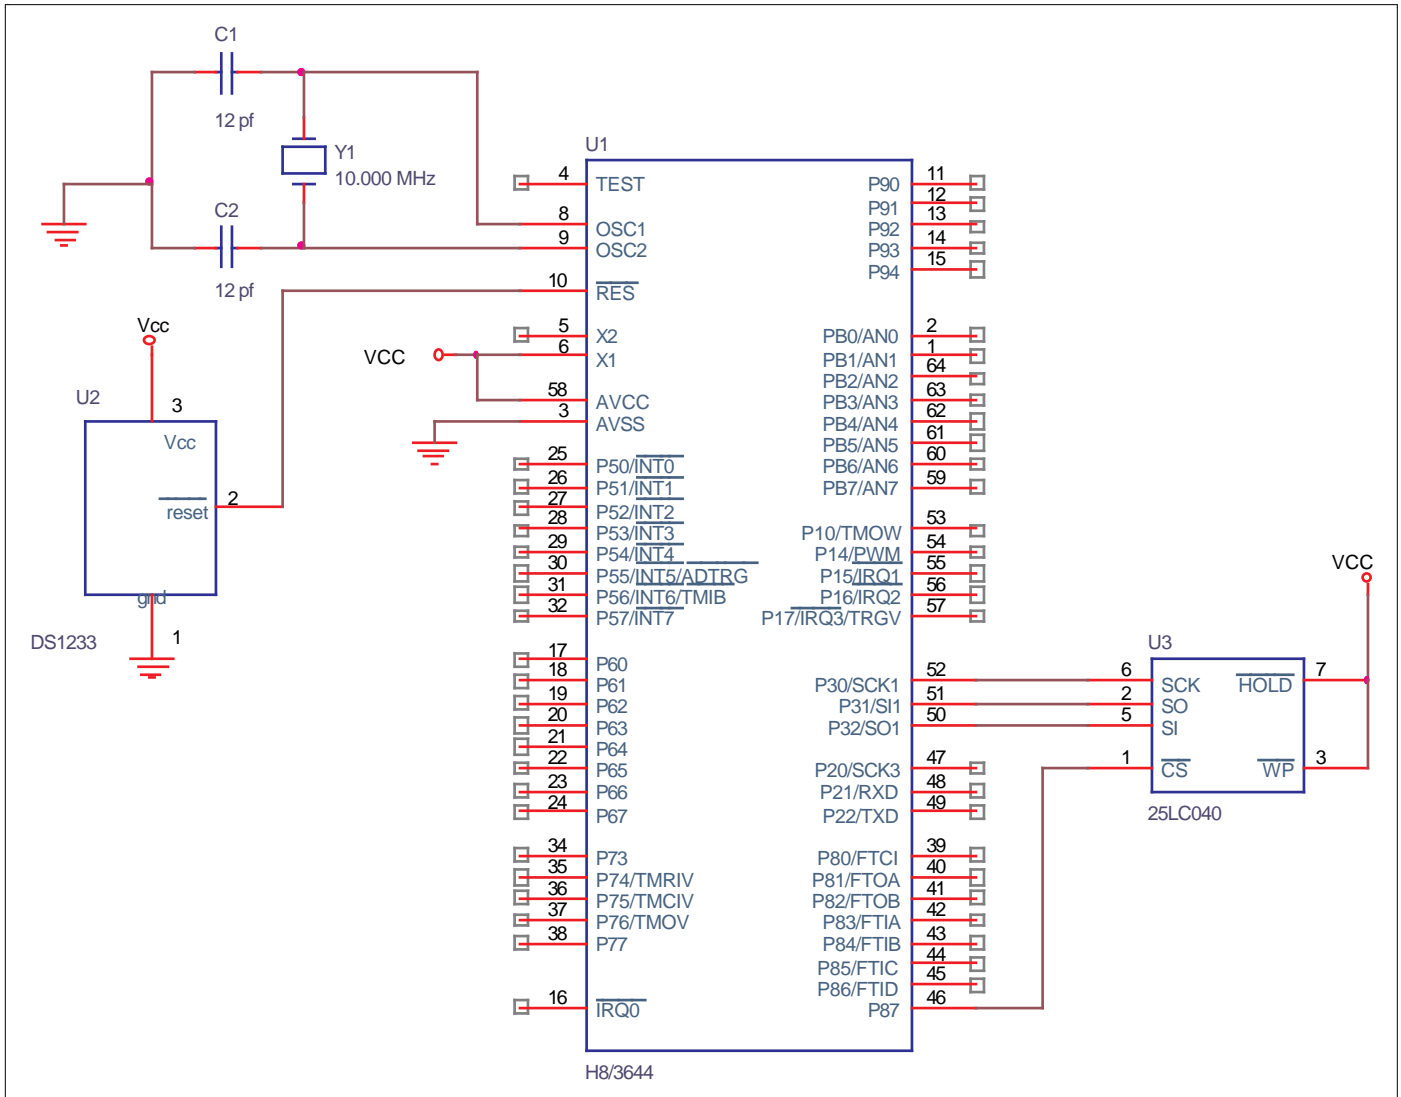 C1
12 pf
Y1
10.000 MHz
C2
12 pf
Vcc
U2
3
Vcc
reset
2
gnd
1
DS1233
VCC
U1
4 TEST
8 OSC1
9 OSC2
10 RES
5 X2
6 X1
58 AVCC
3 AVSS
25 P50/INT0
26 P51/INT1
27 P52/INT2
28 P53/INT3
29 P54/INT4
30 P55/INT5/ADTRG
31 P56/INT6/TMIB
32 P57/INT7
17 P60
18 P61
19 P62
20 P63
21 P64
22 P65
23 P66
24 P67
34 P73
35 P74/TMRIV
36 P75/TMCIV
37 P76/TMOV
38 P77
16 IRQ0
P90 11
P91 12
P92 13
P93 14
P94 15
PB0/AN0 2
PB1/AN1 1
PB2/AN2 64
PB3/AN3 63
PB4/AN4 62
PB5/AN5 61
PB6/AN6 60
PB7/AN7 59
P10/TMOW 53
P14/PWM 54
P15/IRQ1 55
P16/IRQ2 56
P17/IRQ3/TRGV 57
P30/SCK1 52
P31/SI1 51
P32/SO1 50
P20/SCK3 47
P21/RXD 48
P22/TXD 49
P80/FTCI 39
P81/FTOA 40
P82/FTOB 41
P83/FTIA 42
P84/FTIB 43
P85/FTIC 44
P86/FTID 45
P87 46
H8/3644
VCC
U3
6 SCK HOLD 7
2 SO
5 SI
1 CS WP 3
25LC040